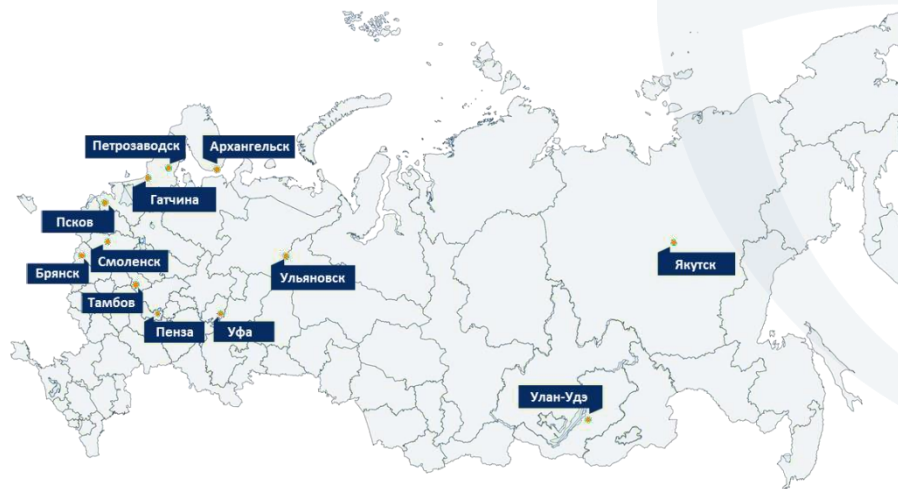 Петрозаводск
Архангельск
Гатчина
Псков
Смоленск
Брянск
Ульяновск
Якутск
Тамбов
Пенза
Уфа
Улан-Удэ